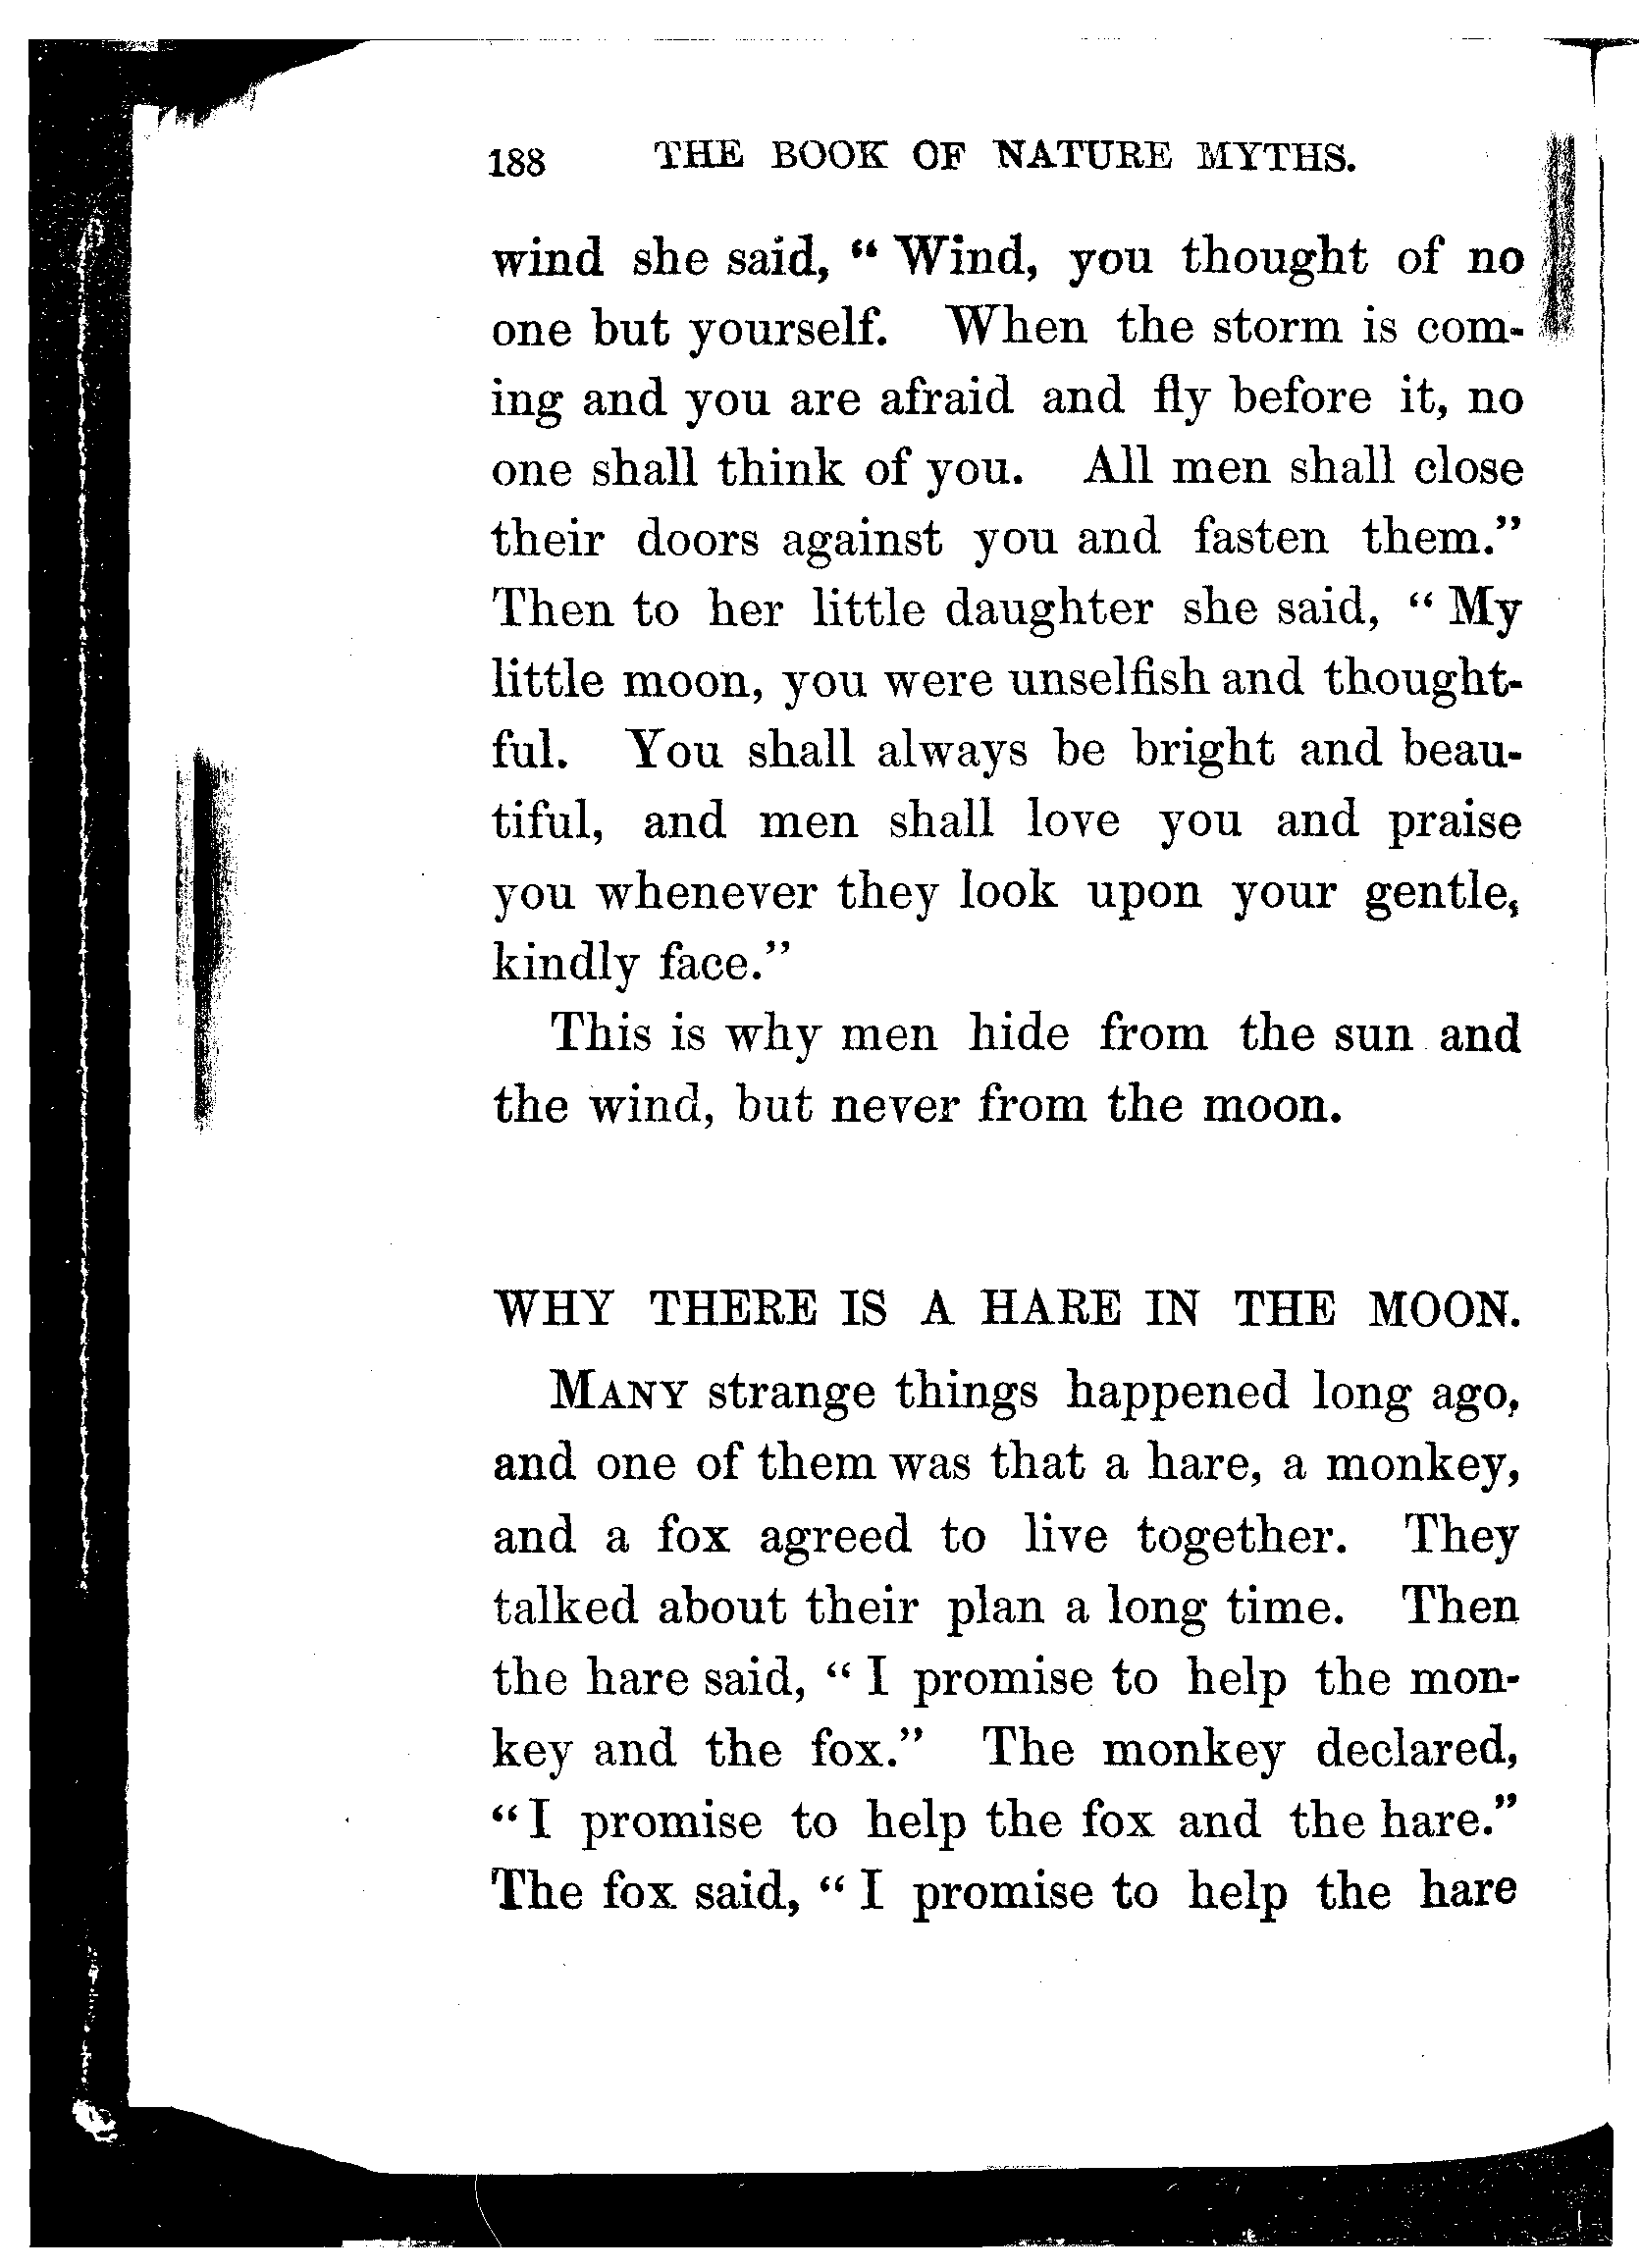 188 THE BOOK OF NATURE MYTHS.
wind she said, “ Wind, you thought of no
one but yourself. When the storm is com-
ing and you are afraid and fly before it, no
one shall think of you. All men shall close
their doors against you and fasten them.”
Then to her little daughter she said, “ My
little moon, you were unselfish and thought-
ful. You shall always be bright and beau-
tiful, and men shall love you and praise
you whenever they look upon your gentle,
kindly face.”
This is why men hide from the sun and
the wind, but never from the moon.
WHY THERE IS A HARE IN THE MOON.
MANY strange things happened long ago,
and one of them was that a hare, a monkey,
and a fox agreed to live together. They
talked about their plan a long time. Then
the hare said, “ I promise to help the mon-
key and the fox.” The monkey declared,
“ I promise to help the fox and the hare.”
The fox said, “ I promise to help the hare